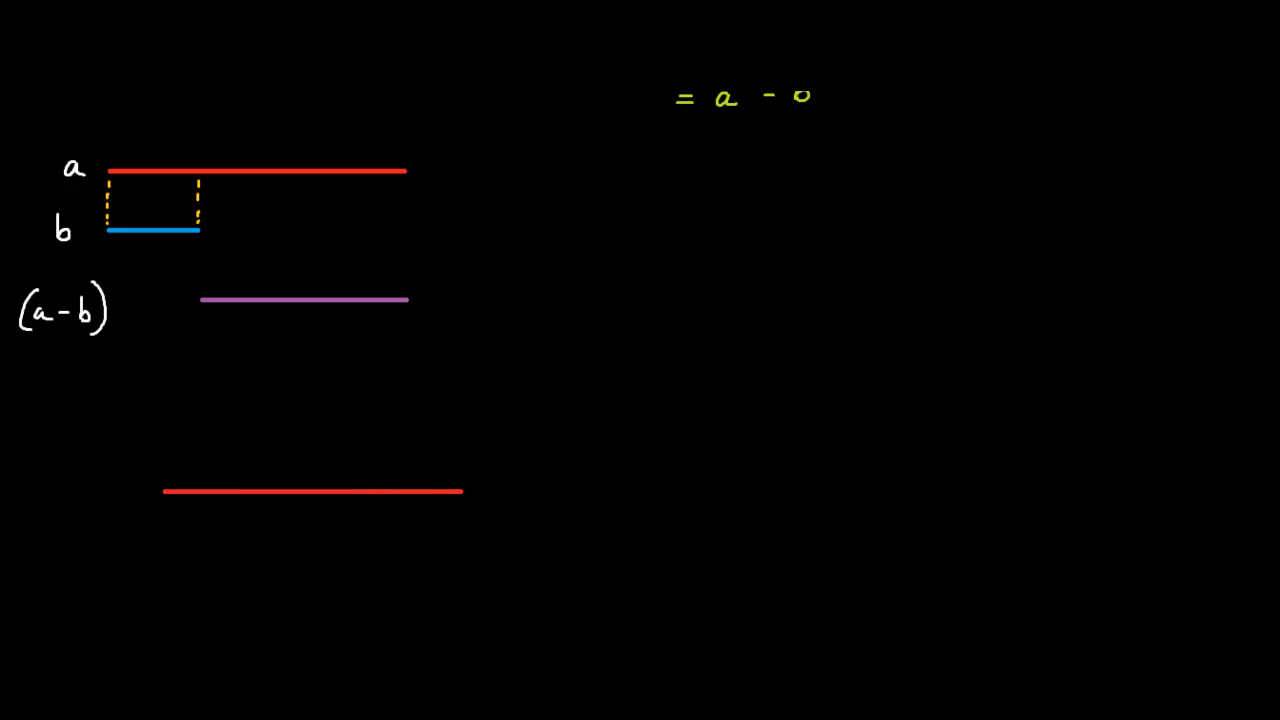 = a -
a
b
(a - b)